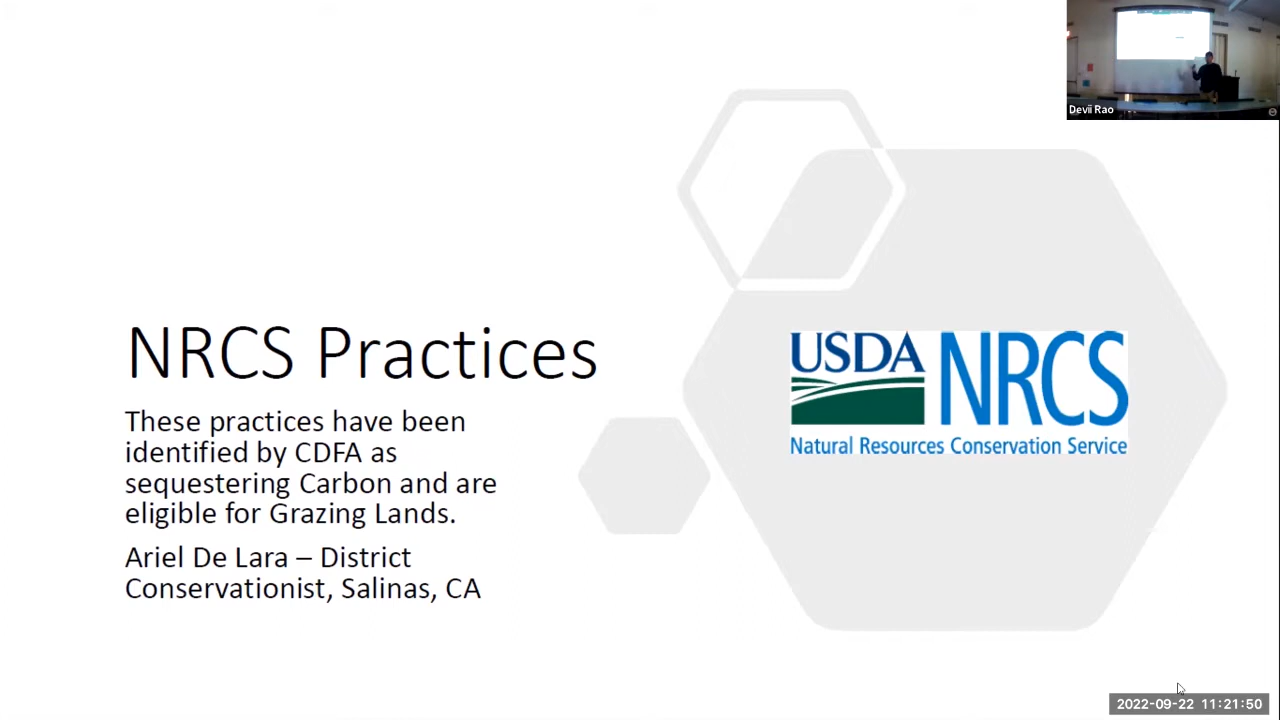 Devii Rao
NRCS Practices
These practices have been
identified by CDFA as
sequestering Carbon and are
eligible for Grazing Lands.
Ariel De Lara – District
Conservationist, Salinas, CA
USDA NRCS
Natural Resources Conservation Service
2022-09-22 11:21:50